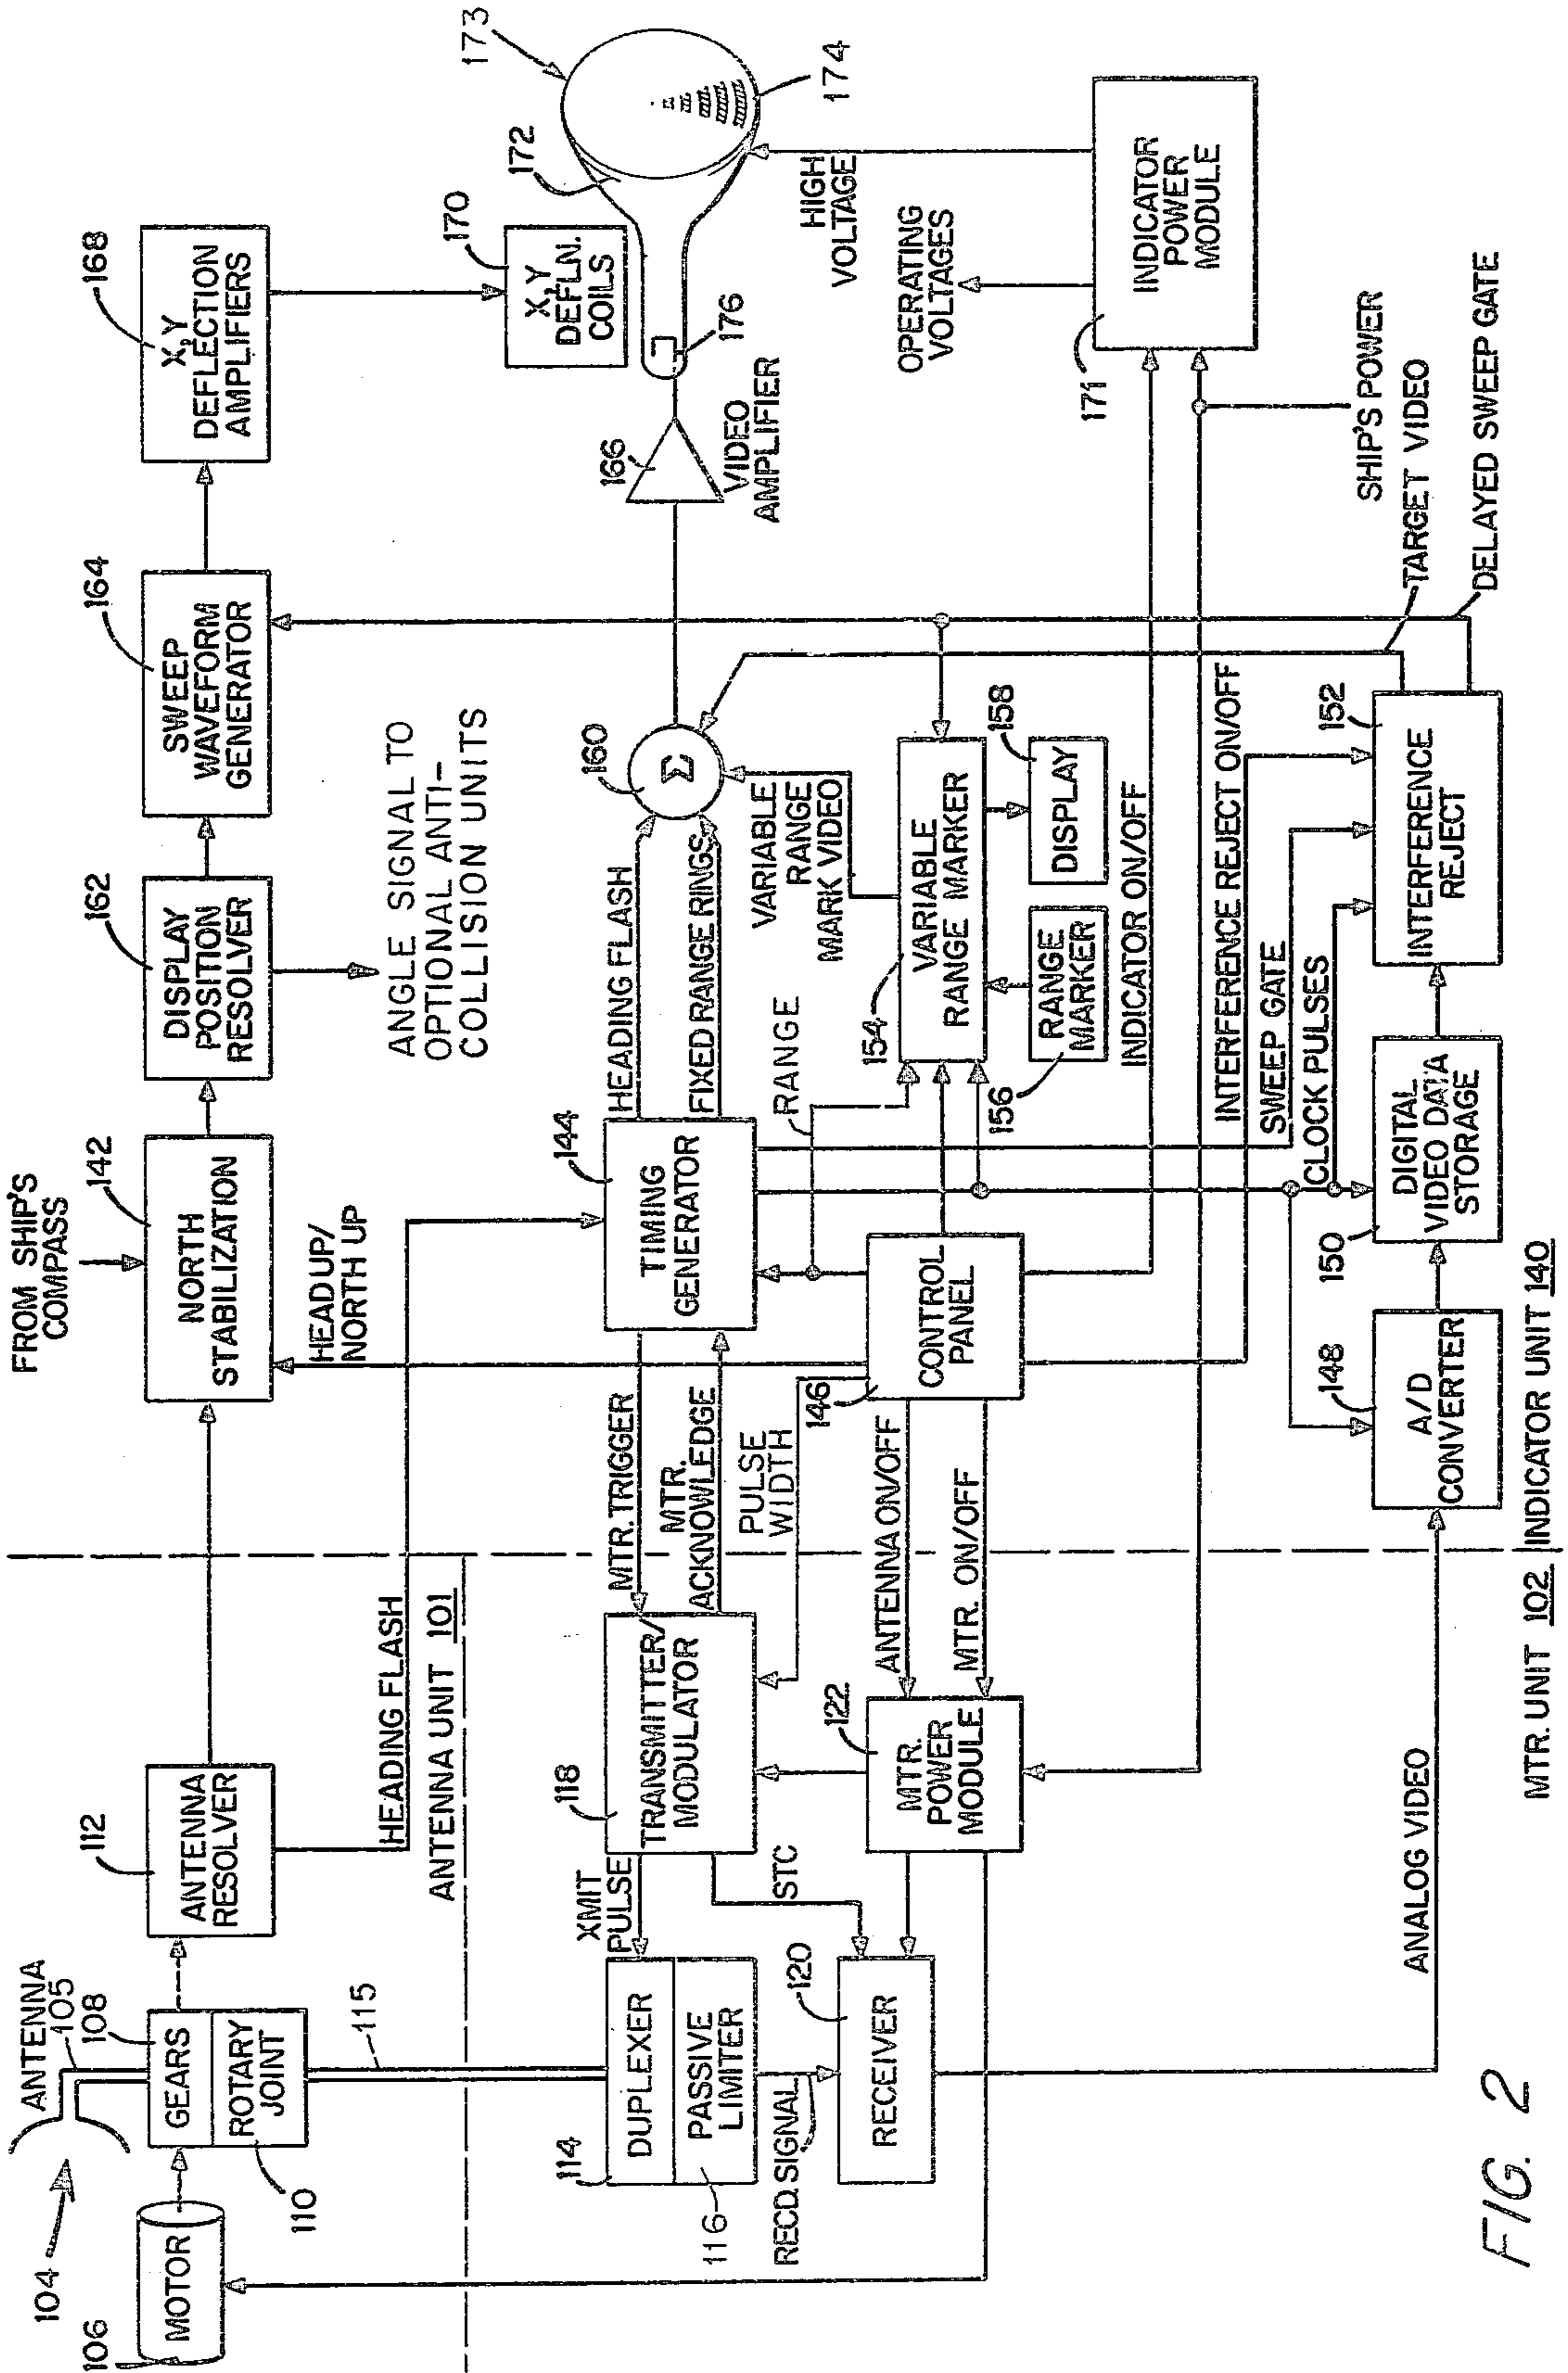 ANTENNA
104
105
106
MOTOR
108
GEARS
ROTARY
JOINT
110
112
ANTENNA
RESOLVER
115
HEADING FLASH
ANTENNA UNIT 101
FROM SHIP'S
COMPASS
142
NORTH
STABILIZATION
HEAD UP/
NORTH UP
162
DISPLAY
POSITION
RESOLVER
ANGLE SIGNAL TO
OPTIONAL ANTI-
COLLISION UNITS
164
SWEEP
WAVEFORM
GENERATOR
168
X,Y
DEFLECTION
AMPLIFIERS
170
X,Y
DEFLN.
COILS
172
173
174
176
114
DUPLEXER
PASSIVE
LIMITER
116
XMIT
PULSE
118
TRANSMITTER/
MODULATOR
STC
RECD. SIGNAL
120
RECEIVER
MTR. TRIGGER
MTR.
ACKNOWLEDGE
PULSE
WIDTH
144
TIMING
GENERATOR
HEADING FLASH
FIXED RANGE RINGS
160
Σ
166
VIDEO
AMPLIFIER
122
MTR.
POWER
MODULE
ANTENNA ON/OFF
MTR. ON/OFF
146
CONTROL
PANEL
RANGE
VARIABLE
RANGE
MARK VIDEO
154
VARIABLE
RANGE MARKER
156
RANGE
MARKER
158
DISPLAY
OPERATING
VOLTAGES
HIGH
VOLTAGE
171
INDICATOR
POWER
MODULE
INDICATOR ON/OFF
INTERFERENCE REJECT ON/OFF
SWEEP GATE
CLOCK PULSES
SHIP'S POWER
TARGET VIDEO
DELAYED SWEEP GATE
ANALOG VIDEO
148
A/D
CONVERTER
150
DIGITAL
VIDEO DATA
STORAGE
152
INTERFERENCE
REJECT
MTR. UNIT 102
INDICATOR UNIT 140
FIG. 2